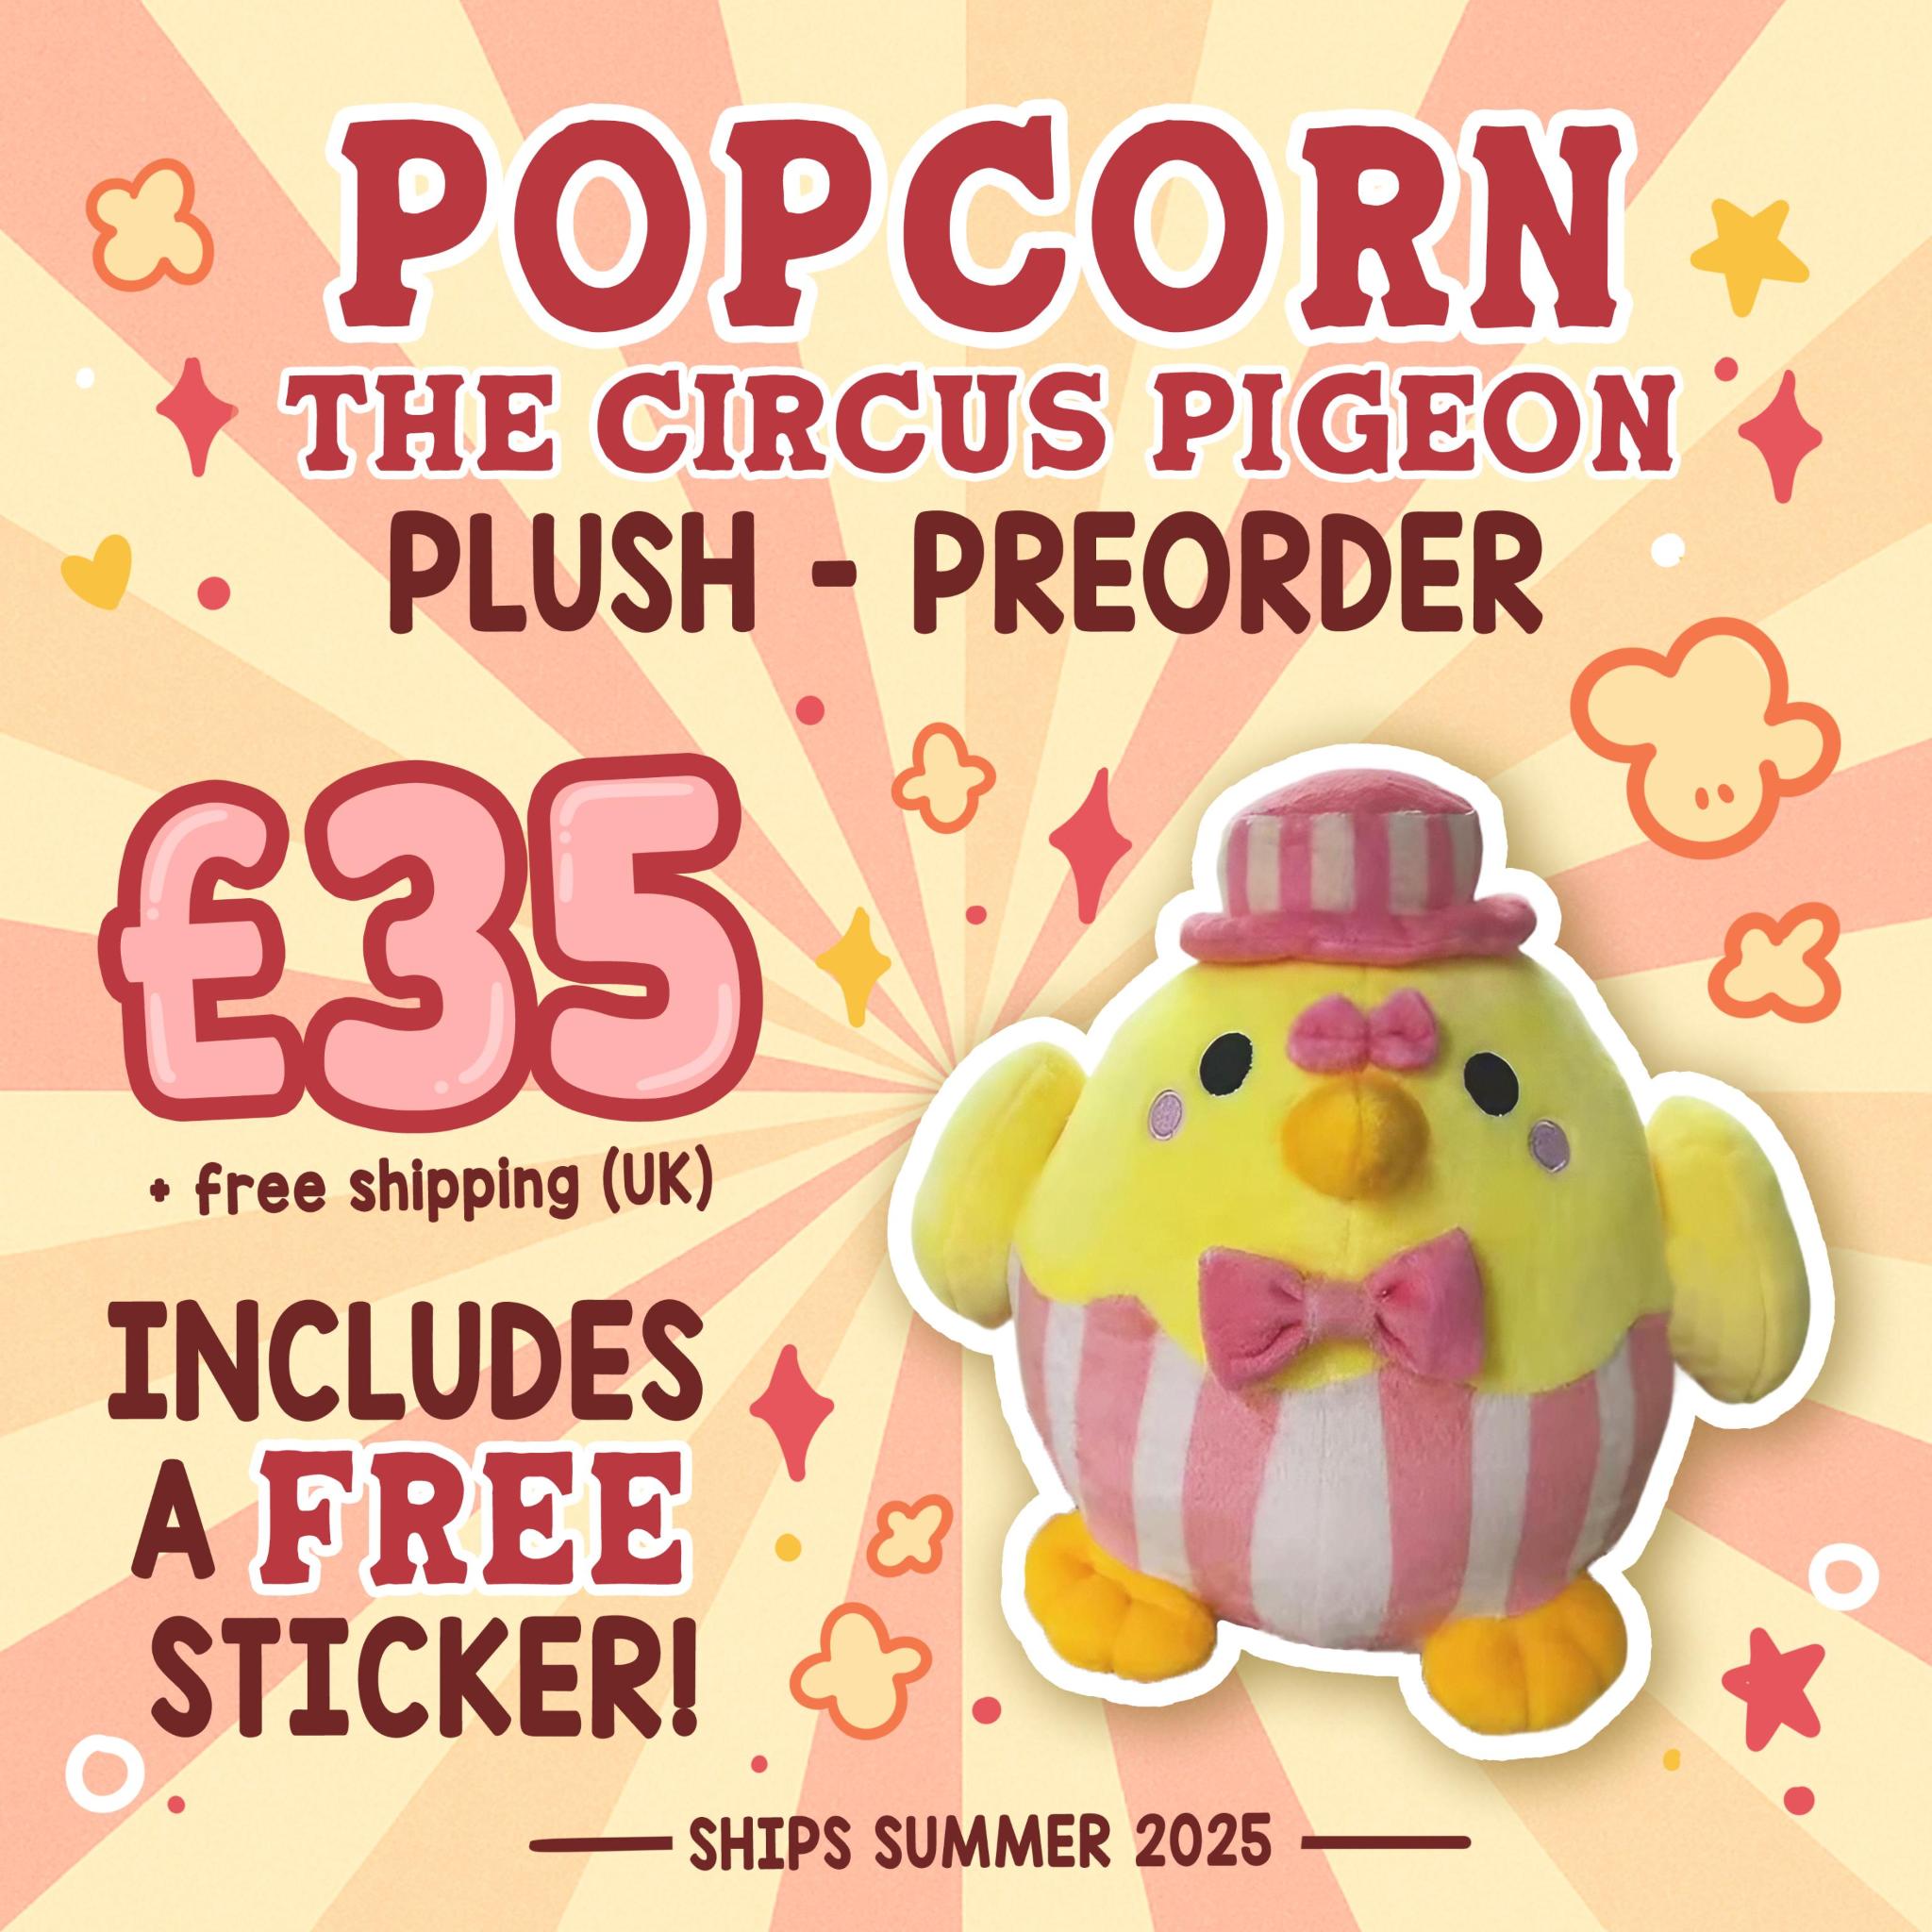 POPCORN
THE CIRCUS PIGEON
PLUSH - PREORDER
£35
+ free shipping (UK)
INCLUDES
A FREE
STICKER!
SHIPS SUMMER 2025